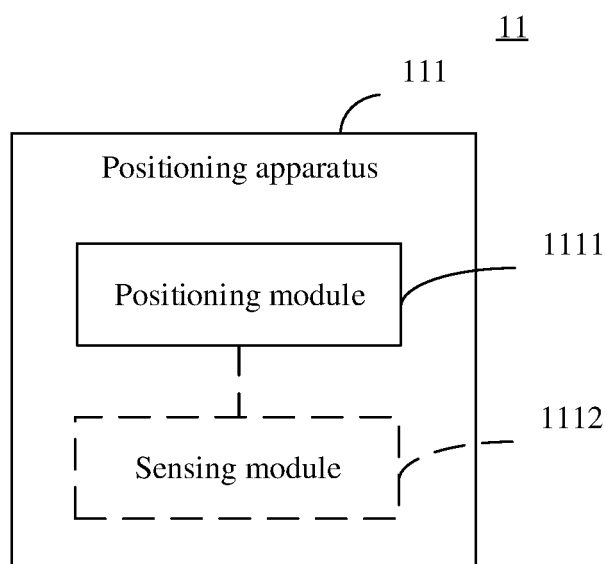 11
111
Positioning apparatus
1111
Positioning module
1112
Sensing module